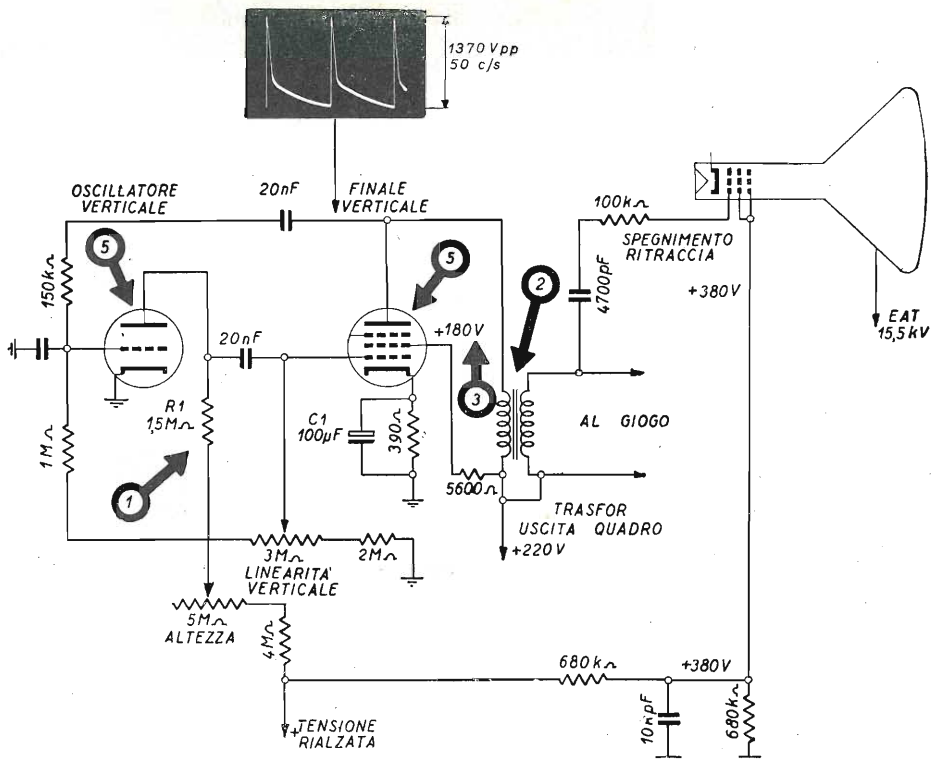 1370 Vpp
50 c/s
OSCILLATORE
VERTICALE
20nF
FINALE
VERTICALE
100kΩ
SPEGNIMENTO
RITRACCIA
5
5
2
150kΩ
4700pF
+380V
EAT
15,5 kV
20nF
+180V
3
R1
1,5MΩ
C1
100µF
390Ω
AL GIOGO
1MΩ
1
5600Ω
TRASFOR
USCITA QUADRO
+220V
3MΩ
2MΩ
LINEARITA'
VERTICALE
5MΩ
ALTEZZA
4MΩ
680kΩ
+380V
680kΩ
+TENSIONE
RIALZATA